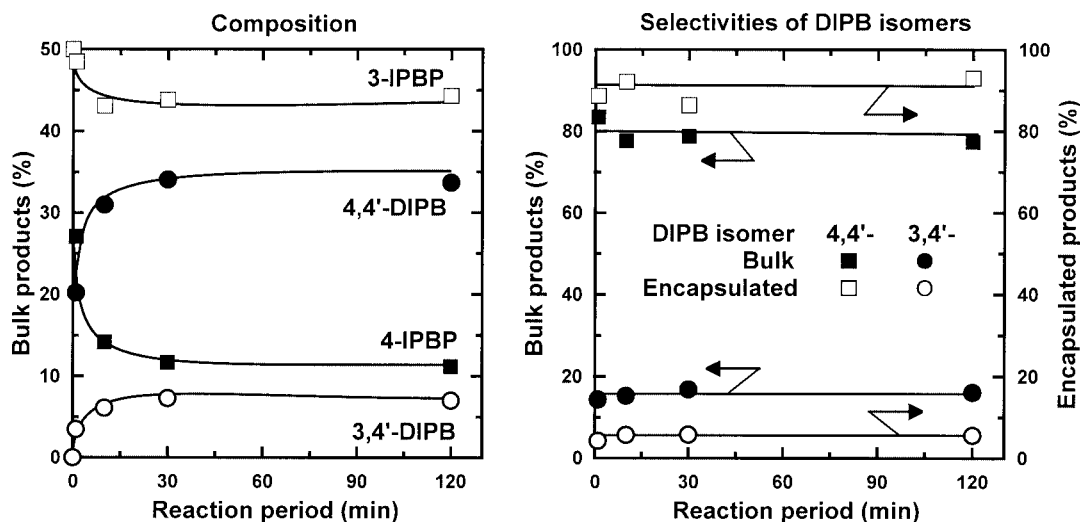 Composition
50
40
30
20
10
0
Bulk products (%)
3-IPBP
4,4'-DIPB
4-IPBP
3,4'-DIPB
0 30 60 90 120
Reaction period (min)
Selectivities of DIPB isomers
100
80
60
40
20
0
Bulk products (%)
DIPB isomer 4,4'- 3,4'-
Bulk
Encapsulated
100
80
60
40
20
0
Encapsulated products (%)
0 30 60 90 120
Reaction period (min)